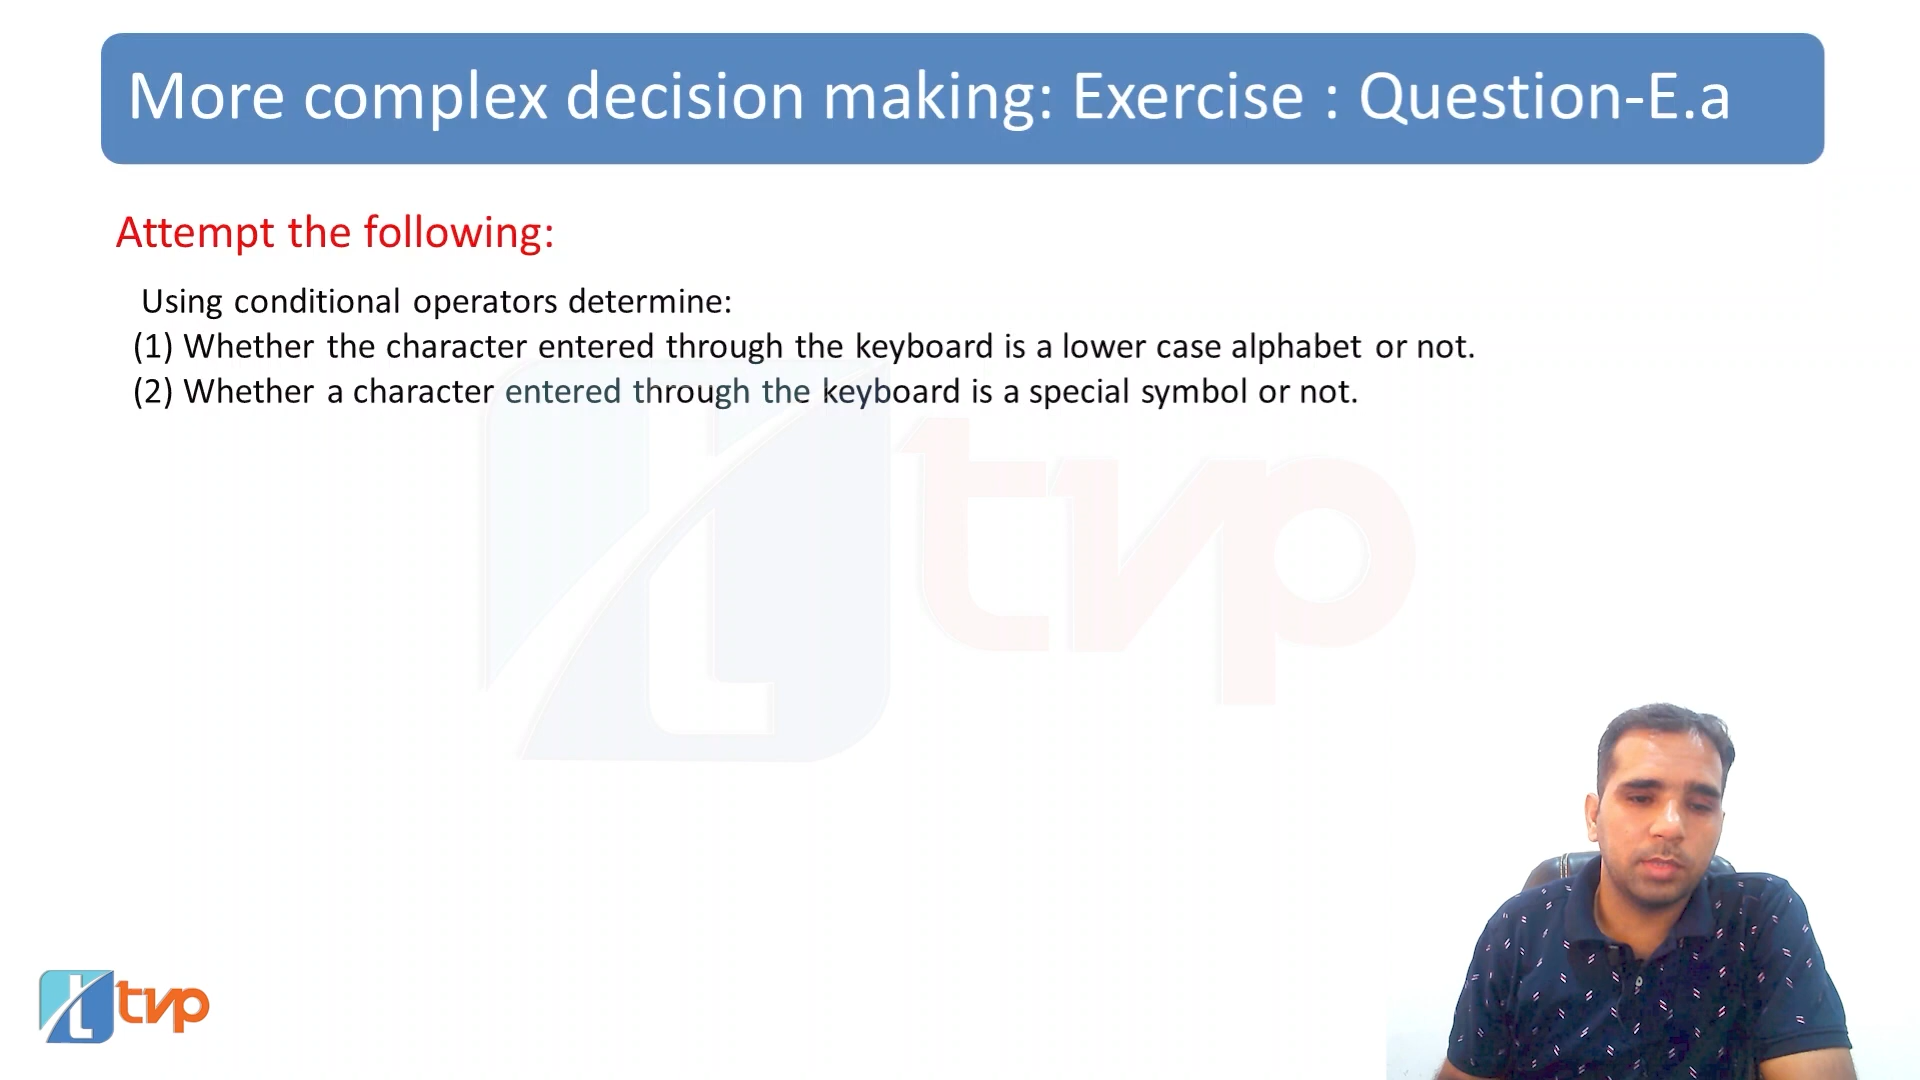 More complex decision making: Exercise : Question-E.a
Attempt the following:
Using conditional operators determine:
(1) Whether the character entered through the keyboard is a lower case alphabet or not.
(2) Whether a character entered through the keyboard is a special symbol or not.
tvp
tvp